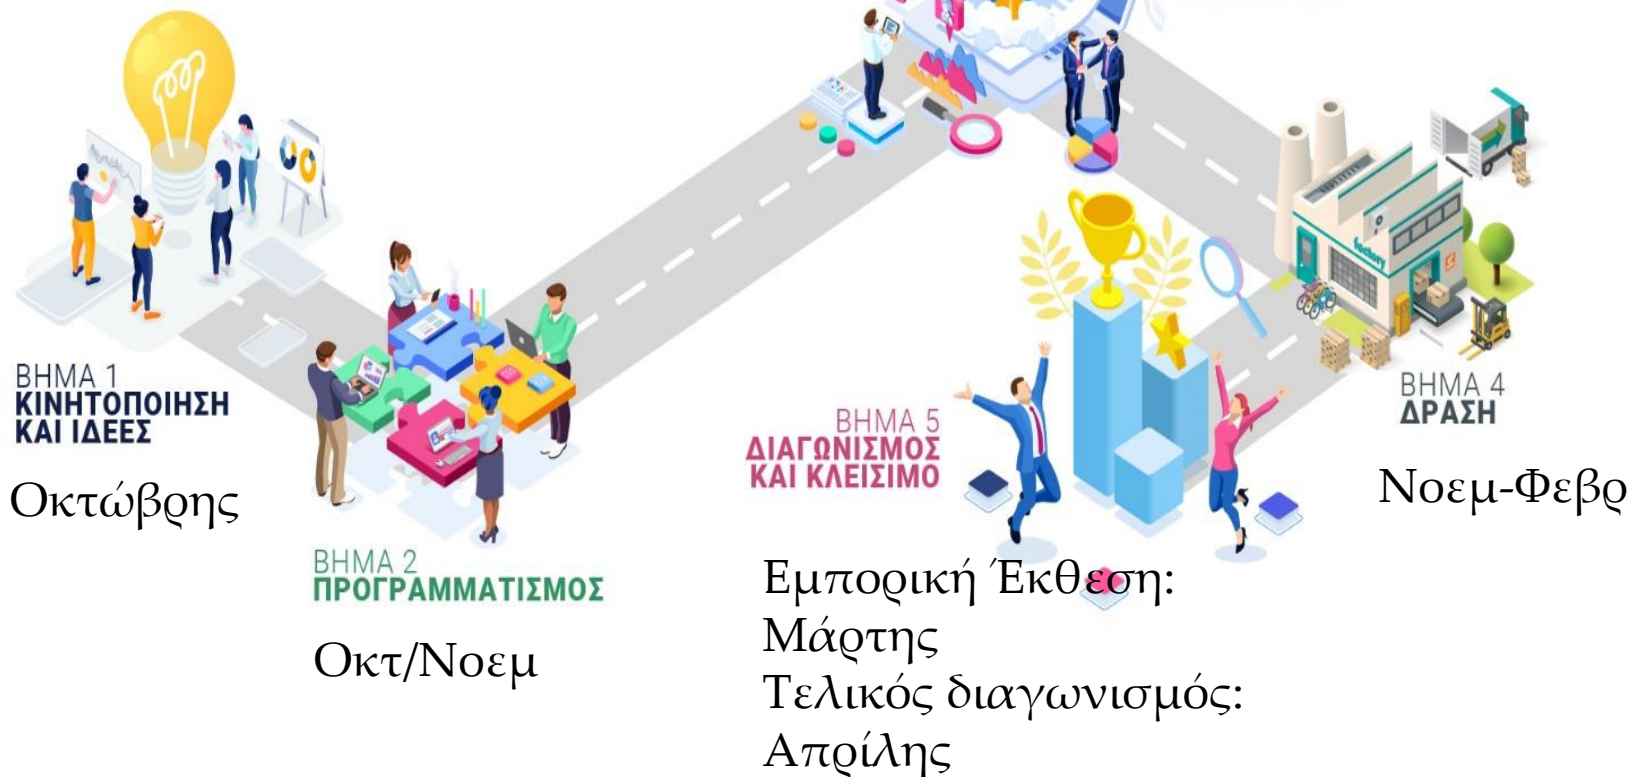 ΒΗΜΑ 1
ΚΙΝΗΤΟΠΟΙΗΣΗ
ΚΑΙ ΙΔΕΕΣ
Οκτώβρης
ΒΗΜΑ 2
ΠΡΟΓΡΑΜΜΑΤΙΣΜΟΣ
Οκτ/Νοεμ
factory
ΒΗΜΑ 4
ΔΡΑΣΗ
Νοεμ-Φεβρ
ΒΗΜΑ 5
ΔΙΑΓΩΝΙΣΜΟΣ
ΚΑΙ ΚΛΕΙΣΙΜΟ
Εμπορική Έκθεση:
Μάρτης
Τελικός διαγωνισμός:
Απρίλης